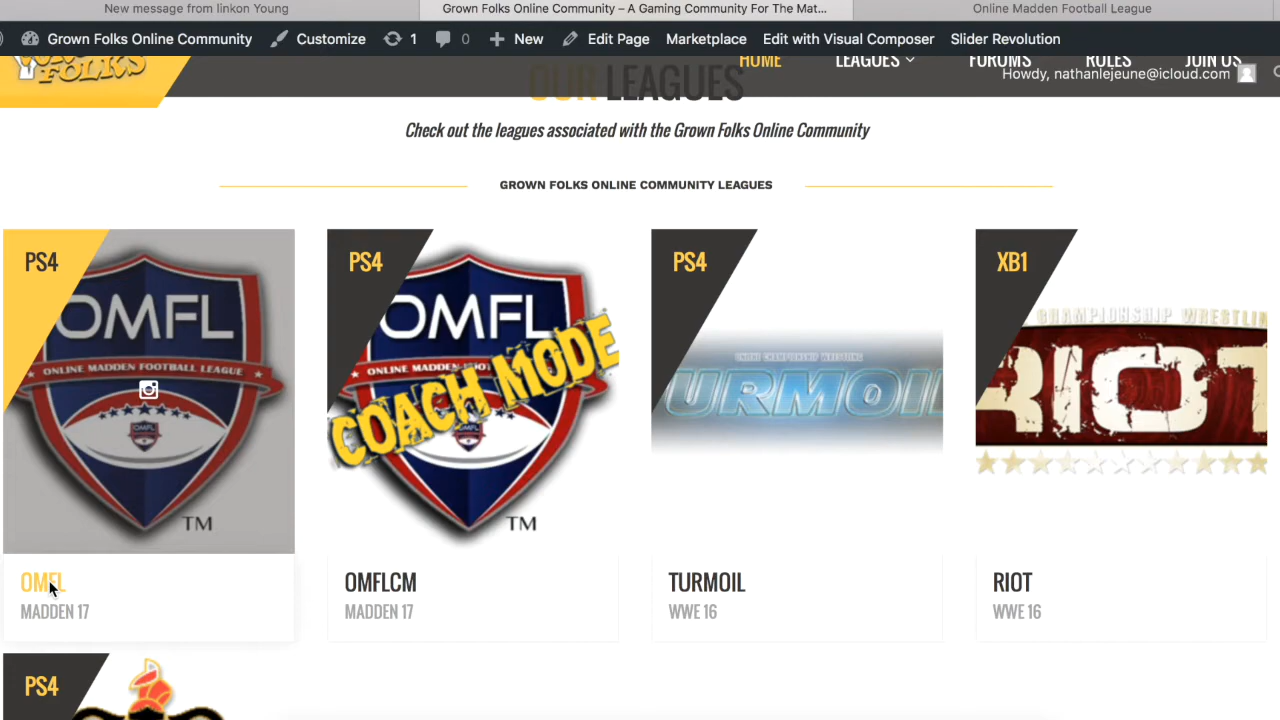 New message from linkon Young
Grown Folks Online Community – A Gaming Community For The Mat...
Online Madden Football League
Grown Folks Online Community
Customize
1
0
New
Edit Page
Marketplace
Edit with Visual Composer
Slider Revolution
FOLKS
HOME
LEAGUES
FORUMS
RULES
JOIN US
Howdy, nathanlejeune@icloud.com
OUR LEAGUES
Check out the leagues associated with the Grown Folks Online Community
GROWN FOLKS ONLINE COMMUNITY LEAGUES
PS4
OMFL
ONLINE MADDEN FOOTBALL LEAGUE
OMFL
TM
OMFL
MADDEN 17
PS4
OMFL
ONLINE MADDEN
COACH MODE
TM
OMFLCM
MADDEN 17
PS4
ONLINE CHAMPIONSHIP WRESTLING
TURMOIL
TURMOIL
WWE 16
XB1
CHAMPIONSHIP WRESTLIN
RIOT
RIOT
WWE 16
PS4